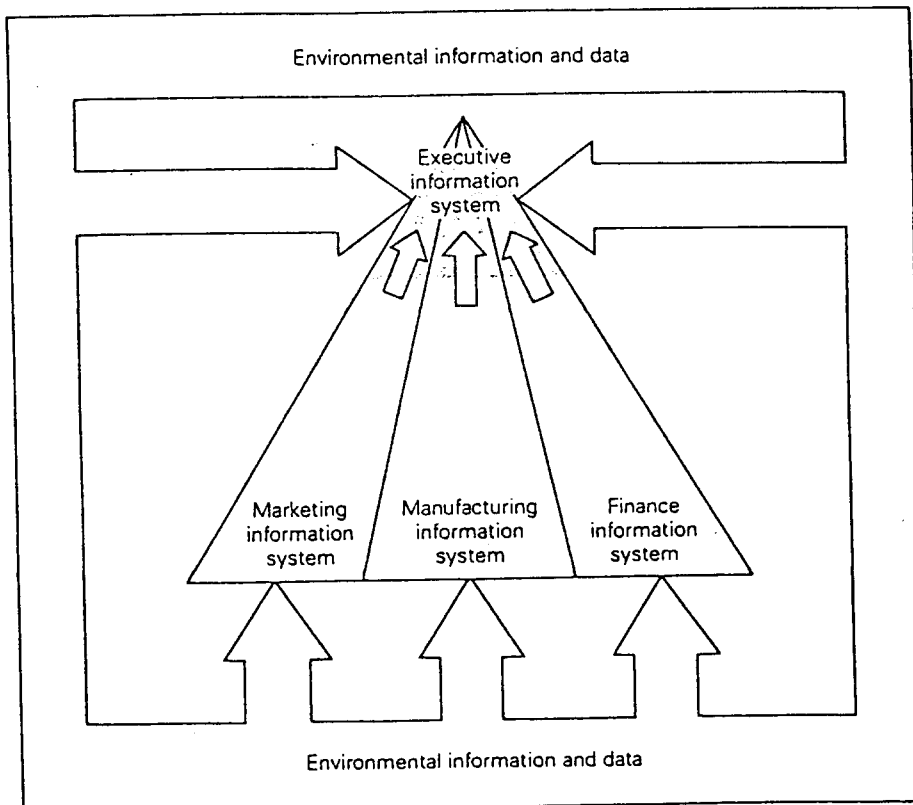 Environmental information and data
Executive
information
system
Marketing
information
system
Manufacturing
information
system
Finance
information
system
Environmental information and data